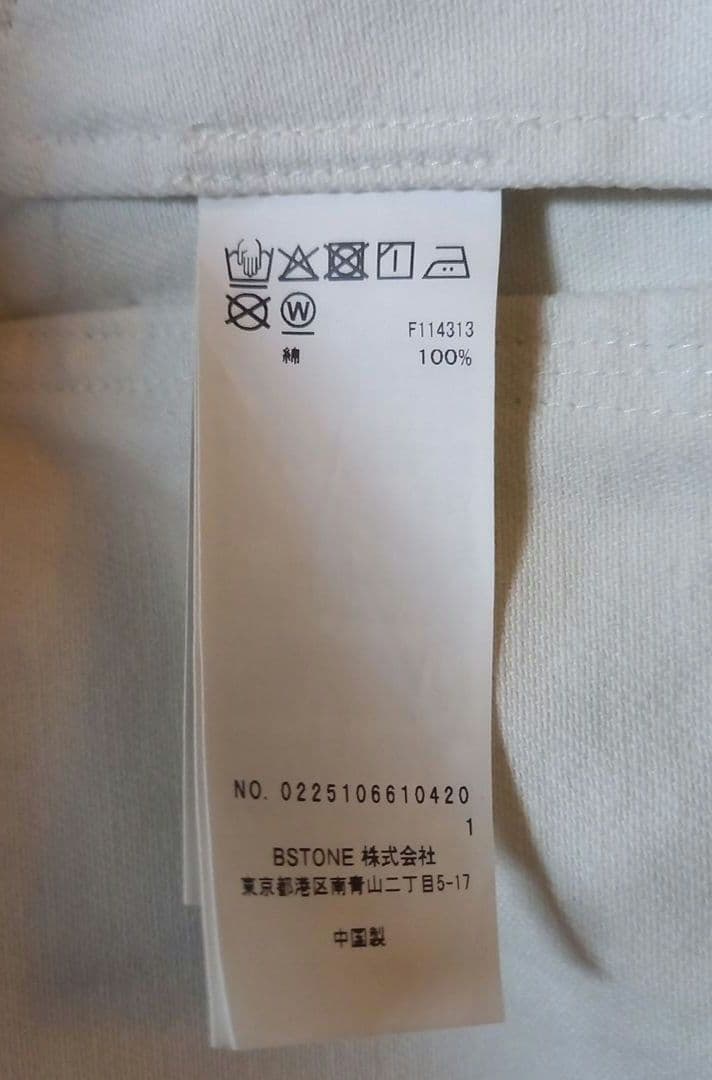 W
F114313
綿 100%
NO. 0225106610420
1
BSTONE 株式会社
東京都港区南青山二丁目5-17
中国製